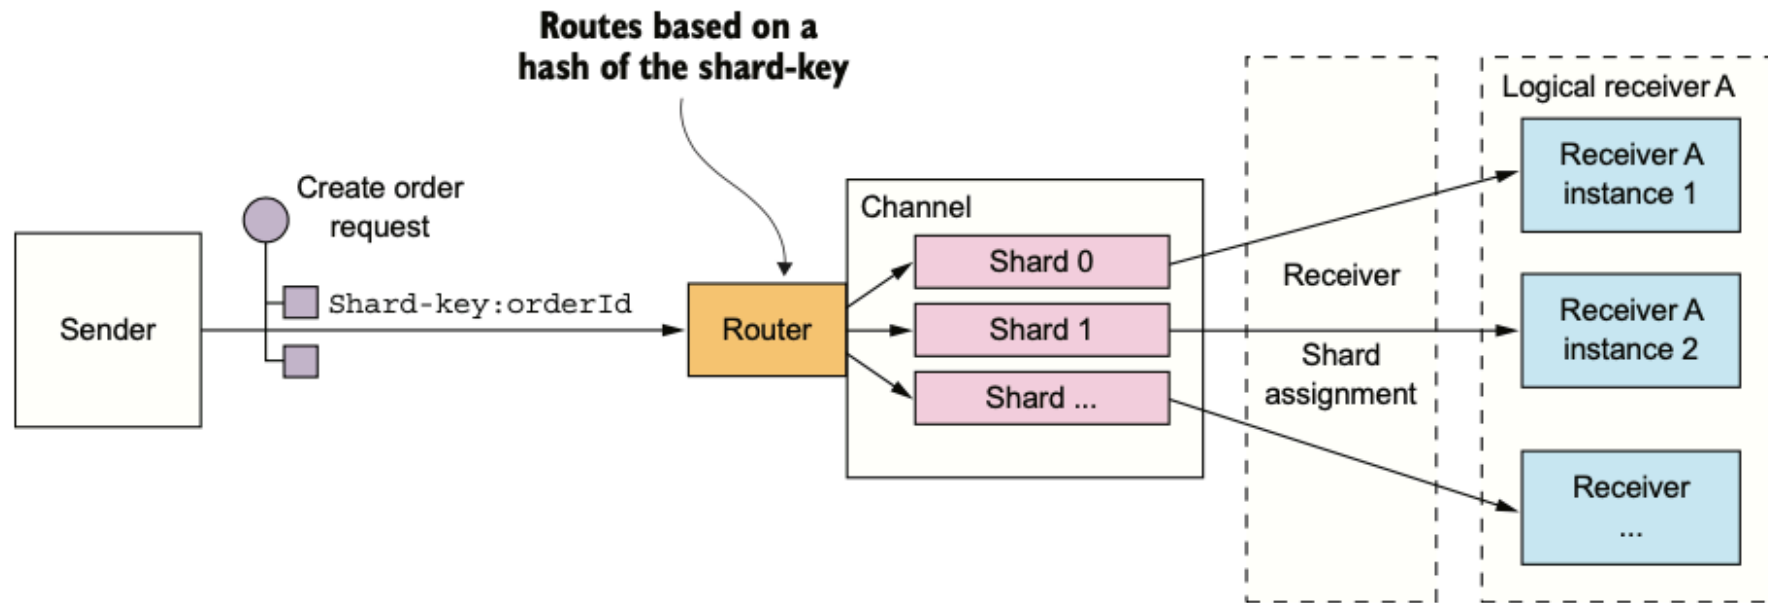 Routes based on a
hash of the shard-key
Sender
Create order
request
Shard-key:orderId
Router
Channel
Shard 0
Shard 1
Shard ...
Receiver
Shard
assignment
Logical receiver A
Receiver A
instance 1
Receiver A
instance 2
Receiver
...